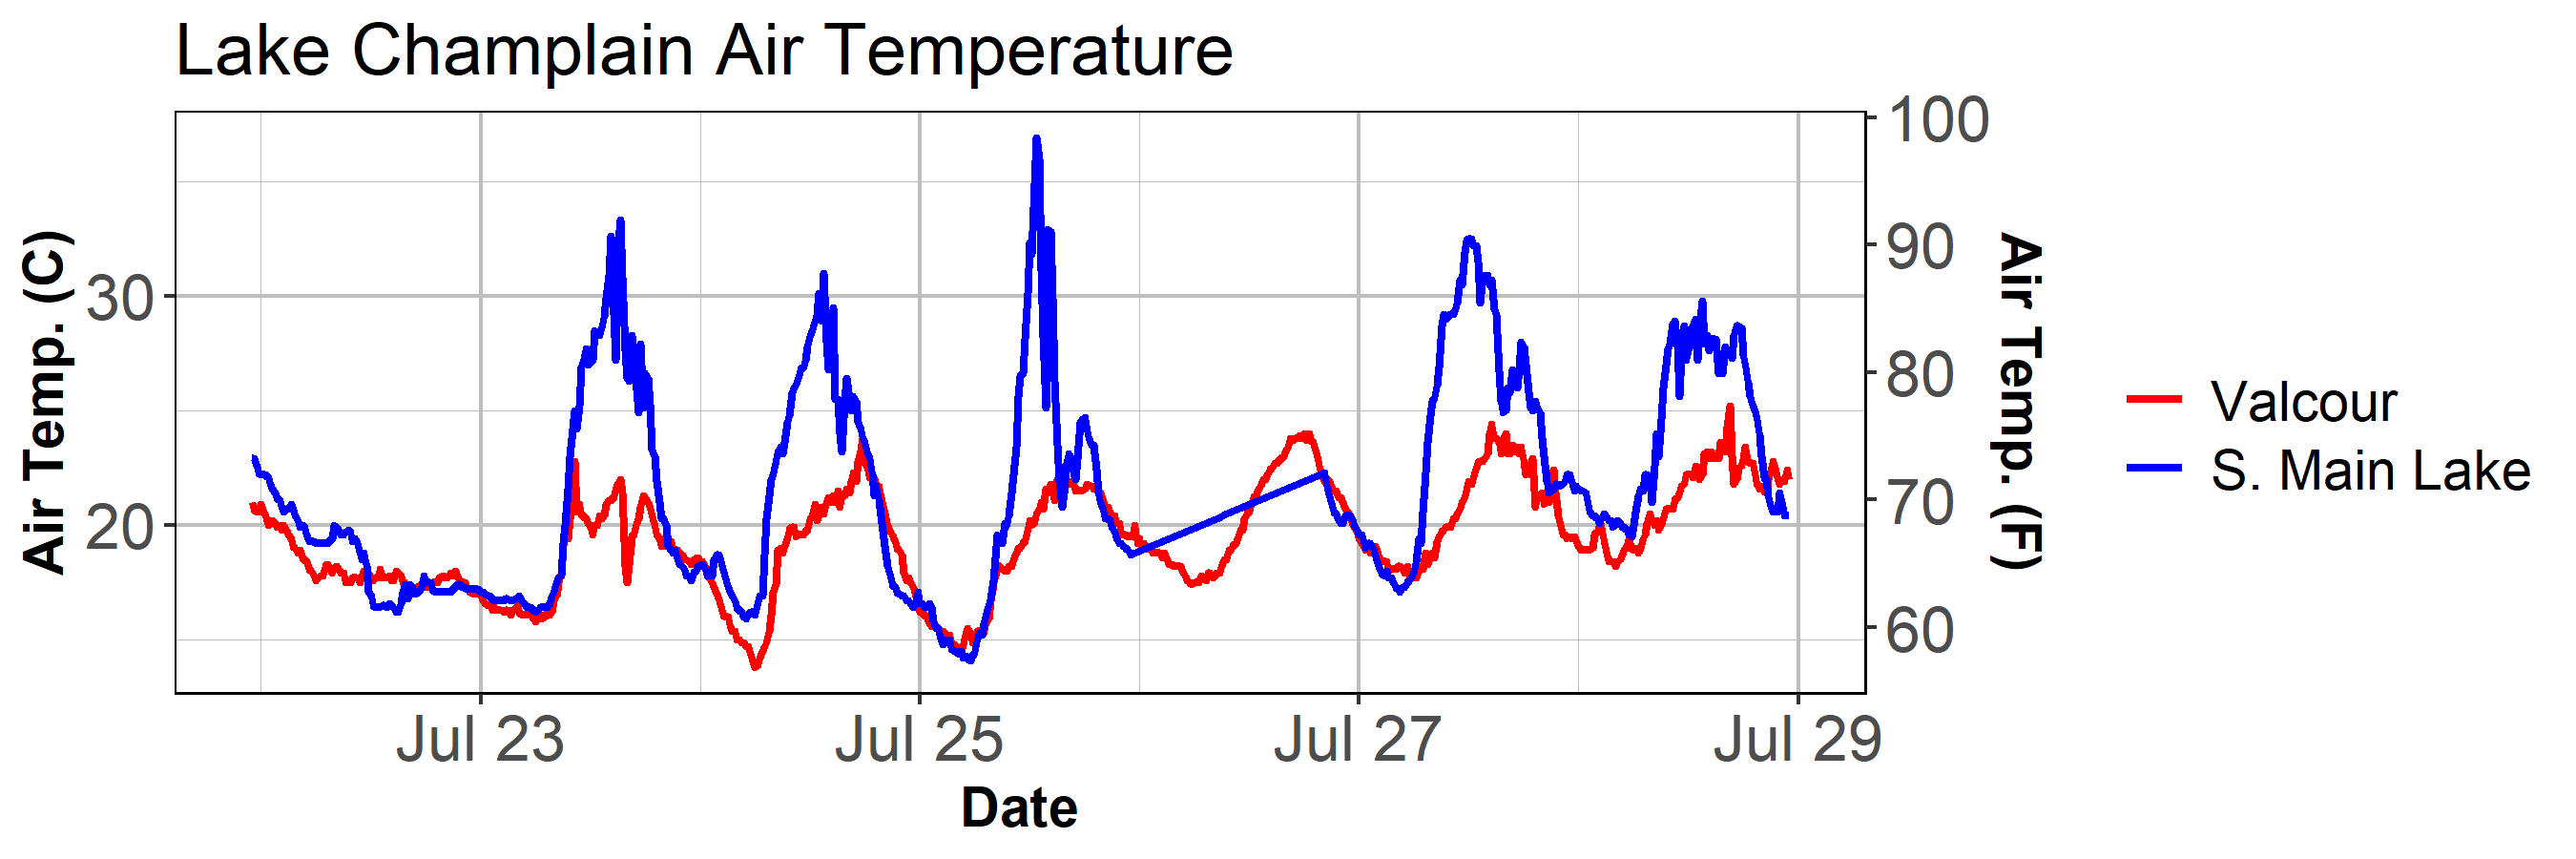 Lake Champlain Air Temperature
Air Temp. (C)
30
20
100
90
80
70
60
Air Temp. (F)
Valcour
S. Main Lake
Jul 23
Jul 25
Jul 27
Jul 29
Date